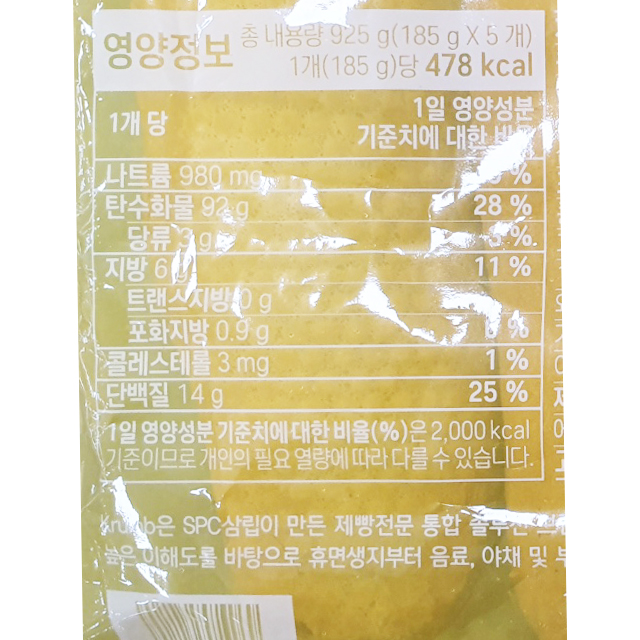 영양정보 총 내용량 925 g(185 g X 5 개)
1개(185 g)당 478 kcal
1개 당 1일 영양성분
기준치에 대한 비율
나트륨 980 mg %
탄수화물 92 g 28 %
당류 3 g %
지방 6 g 11 %
트랜스지방 0 g
포화지방 0.9 g %
콜레스테롤 3 mg 1 %
단백질 14 g 25 %
1일 영양성분 기준치에 대한 비율(%)은 2,000 kcal
기준이므로 개인의 필요 열량에 따라 다를 수 있습니다.
SPC삼립이 만든 제빵전문 통합 솔루션
높은 이해도를 바탕으로 휴면생지부터 음료, 야채 및